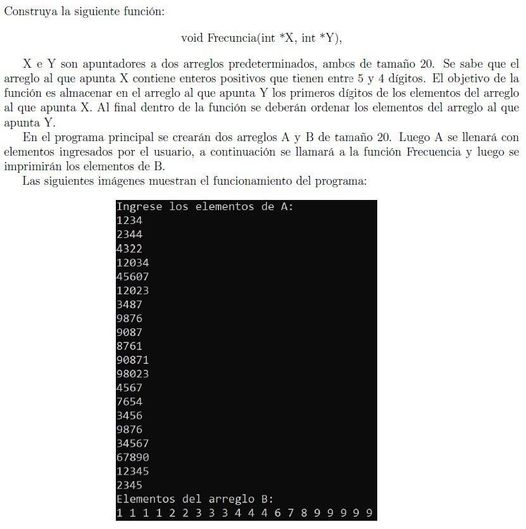 Construya la siguiente función:
void Frecuncia(int *X, int *Y),
X e Y son apuntadores a dos arreglos predeterminados, ambos de tamaño 20. Se sabe que el
arreglo al que apunta X contiene enteros positivos que tienen entre 5 y 4 dígitos. El objetivo de la
función es almacenar en el arreglo al que apunta Y los primeros dígitos de los elementos del arreglo
al que apunta X. Al final dentro de la función se deberán ordenar los elementos del arreglo al que
apunta Y.
En el programa principal se crearán dos arreglos A y B de tamaño 20. Luego A se llenará con
elementos ingresados por el usuario, a continuación se llamará a la función Frecuencia y luego se
imprimirán los elementos de B.
Las siguientes imágenes muestran el funcionamiento del programa:
Ingrese los elementos de A:
1234
2344
4322
12034
45607
12023
3487
9876
9087
8761
90871
98023
4567
7654
3456
9876
34567
67890
12345
2345
Elementos del arreglo B:
1 1 1 1 2 2 3 3 3 4 4 4 6 7 8 9 9 9 9 9